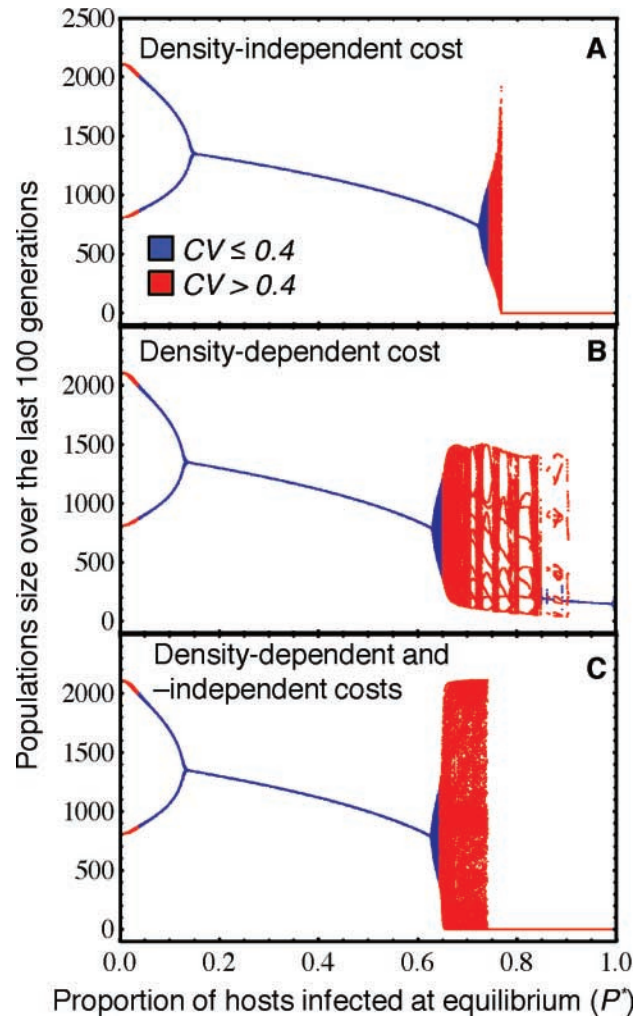 Populations size over the last 100 generations
2500
2000
1500
1000
500
0
Density-independent cost
A
CV ≤ 0.4
CV > 0.4
2000
1500
1000
500
0
Density-dependent cost
B
2000
1500
1000
500
0
Density-dependent and
–independent costs
C
0.0 0.2 0.4 0.6 0.8 1.0
Proportion of hosts infected at equilibrium (P*)